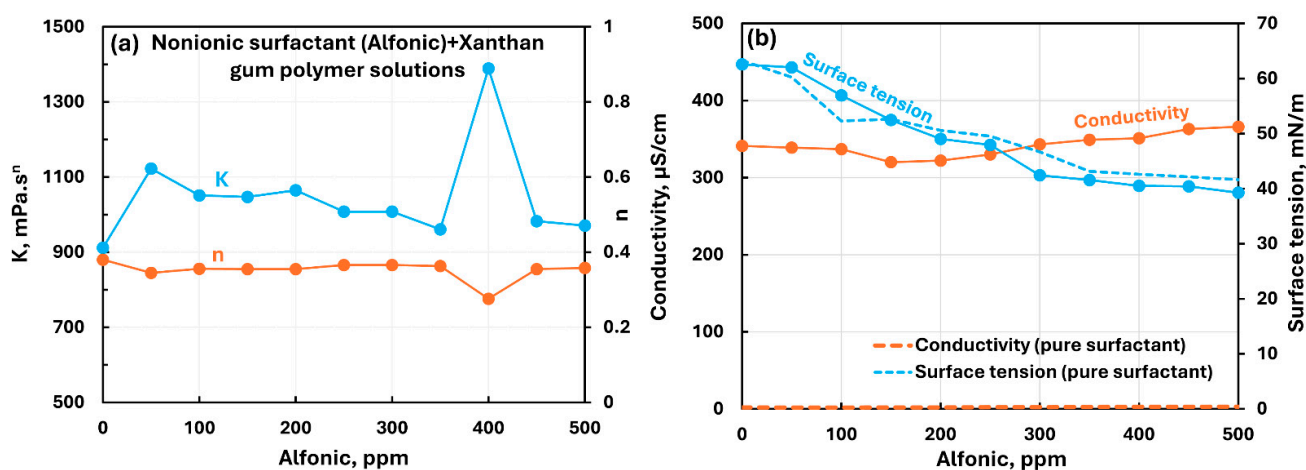 (a) Nonionic surfactant (Alfonic)+Xanthan
gum polymer solutions
K, mPa.sⁿ
1500
1300
1100
900
700
500
K
n
1
0.8
0.6
0.4
0.2
0
n
0 100 200 300 400 500
Alfonic, ppm
(b)
Conductivity, µS/cm
500
400
300
200
100
0
Surface tension
Conductivity
Conductivity (pure surfactant)
Surface tension (pure surfactant)
70
60
50
40
30
20
10
0
Surface tension, mN/m
0 100 200 300 400 500
Alfonic, ppm